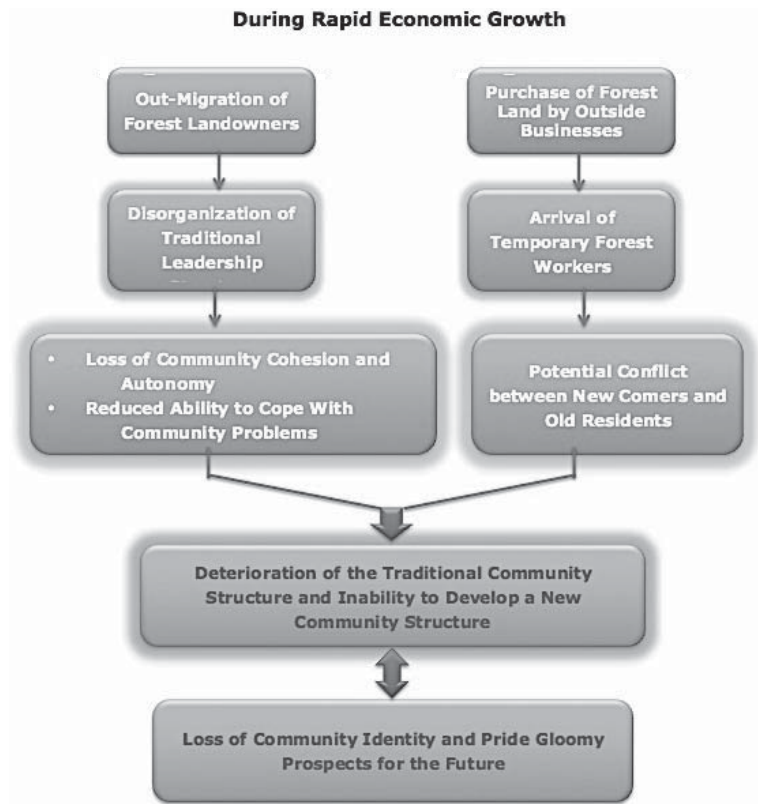 During Rapid Economic Growth
Out-Migration of
Forest Landowners
Purchase of Forest
Land by Outside
Businesses
Disorganization of
Traditional
Leadership
Arrival of
Temporary Forest
Workers
• Loss of Community Cohesion and
Autonomy
• Reduced Ability to Cope With
Community Problems
Potential Conflict
between New Comers and
Old Residents
Deterioration of the Traditional Community
Structure and Inability to Develop a New
Community Structure
Loss of Community Identity and Pride Gloomy
Prospects for the Future